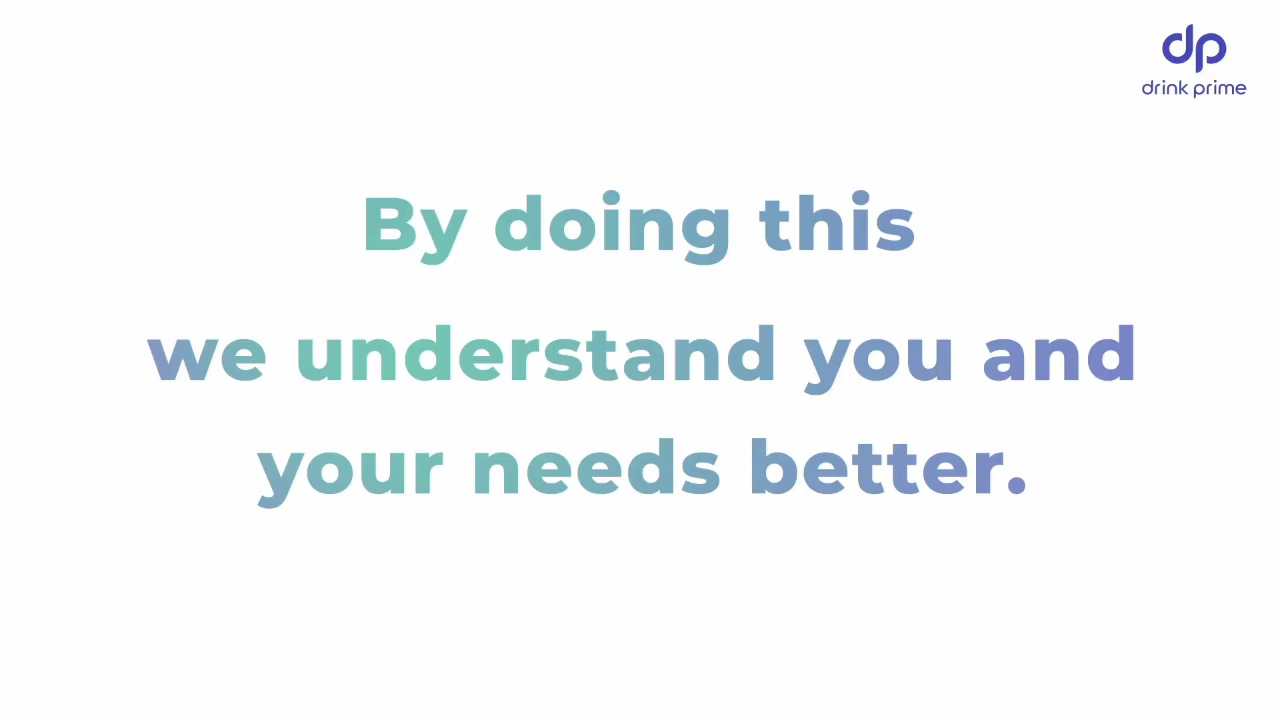 dp
drink prime
By doing this
we understand you and
your needs better.